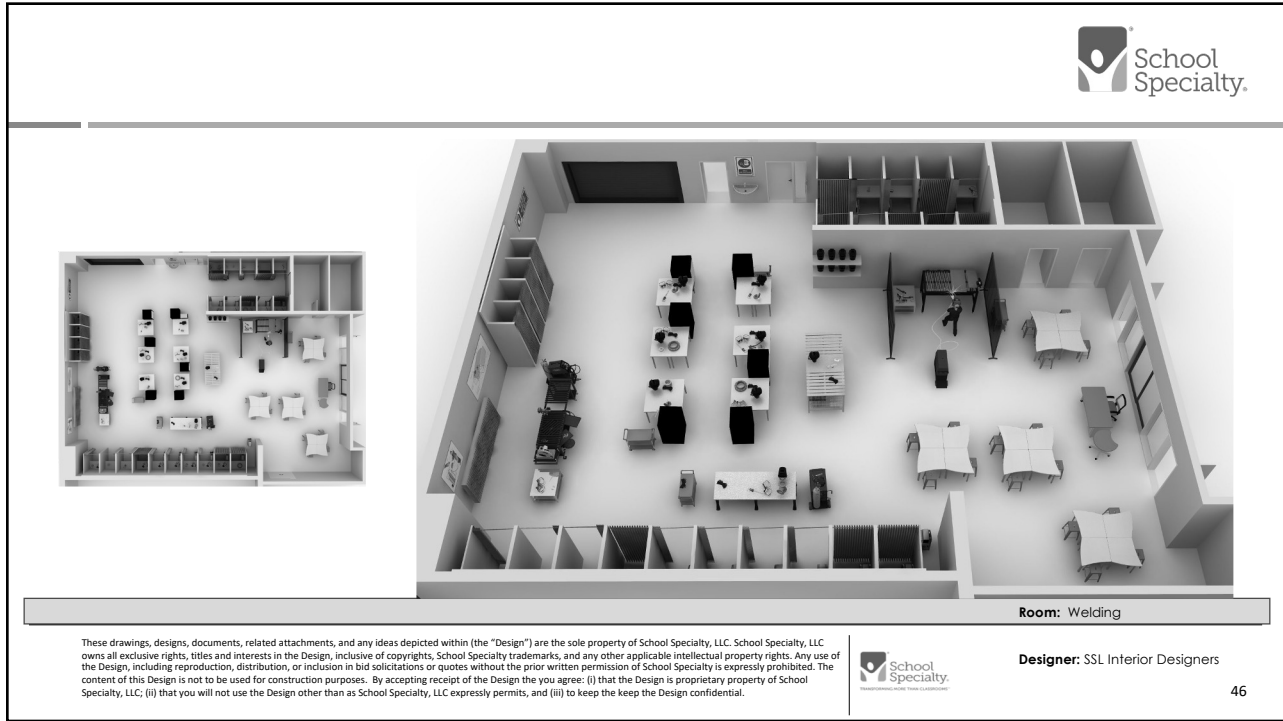 School
Specialty®
Room: Welding
These drawings, designs, documents, related attachments, and any ideas depicted within (the “Design”) are the sole property of School Specialty, LLC. School Specialty, LLC
owns all exclusive rights, titles and interests in the Design, inclusive of copyrights, School Specialty trademarks, and any other applicable intellectual property rights. Any use of
the Design, including reproduction, distribution, or inclusion in bid solicitations or quotes without the prior written permission of School Specialty is expressly prohibited. The
content of this Design is not to be used for construction purposes. By accepting receipt of the Design the you agree: (i) that the Design is proprietary property of School
Specialty, LLC; (ii) that you will not use the Design other than as School Specialty, LLC expressly permits, and (iii) to keep the keep the Design confidential.
School
Specialty®
TRANSFORMING MORE THAN CLASSROOMS™
Designer: SSL Interior Designers
46